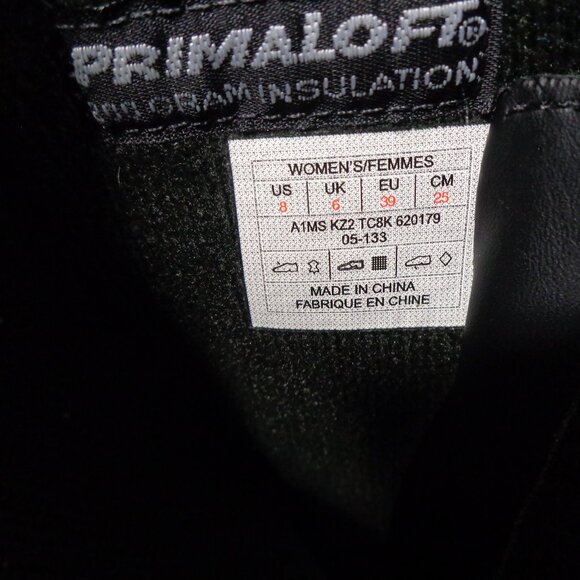 PRIMALOFT®
GRAM INSULATION
WOMEN'S/FEMMES
US UK EU CM
8 6 39 25
A1MS KZ2 TC8K 620179
05-133
MADE IN CHINA
FABRIQUE EN CHINE